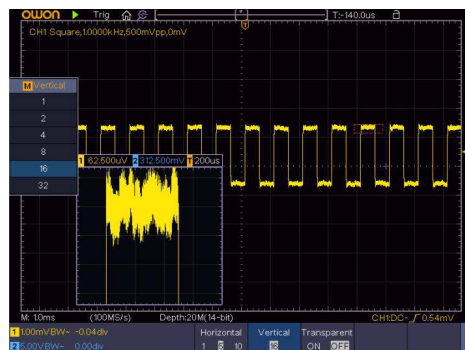 OWON Trig T:-140.0us
CH1 Square,1.0000kHz,500mVpp,0mV
M Vertical
1
2
4
8
16
32
1 62.500uV 2 312.500mV T 200us
M: 1.0ms (100MS/s) Depth:20M(14-bit) CH1:DC- 0.54mV
1 1.00mVBW~ -0.04div
2 5.00VBW~ 0.00div
Horizontal Vertical Transparent
1 5 10 16 ON OFF